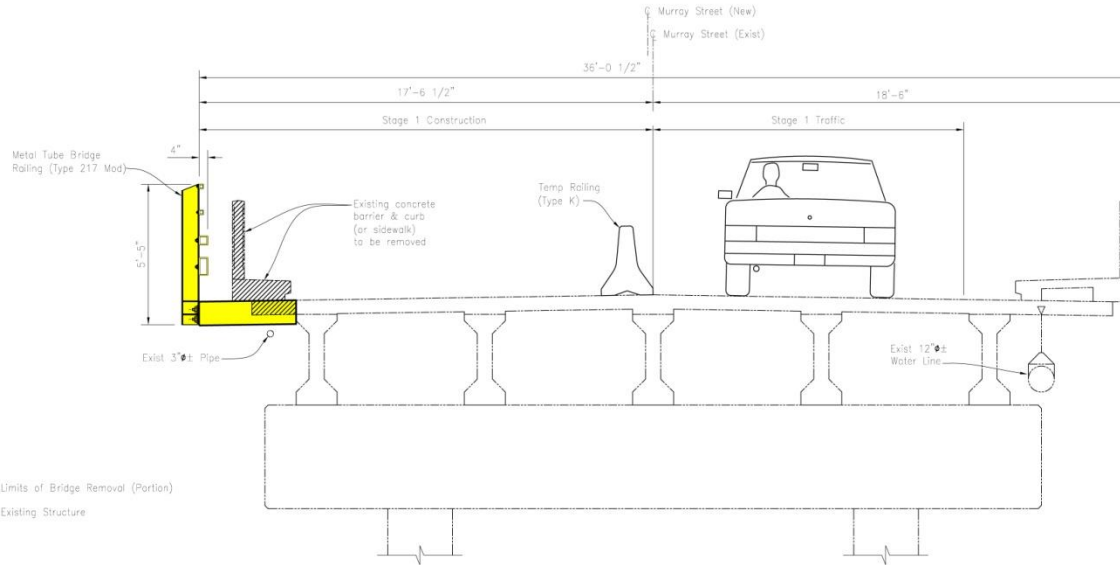 ℄ Murray Street (New)
℄ Murray Street (Exist)
36'-0 1/2"
17'-6 1/2"
18'-6"
Stage 1 Construction
Stage 1 Traffic
Metal Tube Bridge
Railing (Type 217 Mod)
4"
5'-5"
Existing concrete
barrier & curb
(or sidewalk)
to be removed
Temp Railing
(Type K)
Exist 3"ø± Pipe
Exist 12"ø±
Water Line
Limits of Bridge Removal (Portion)
Existing Structure